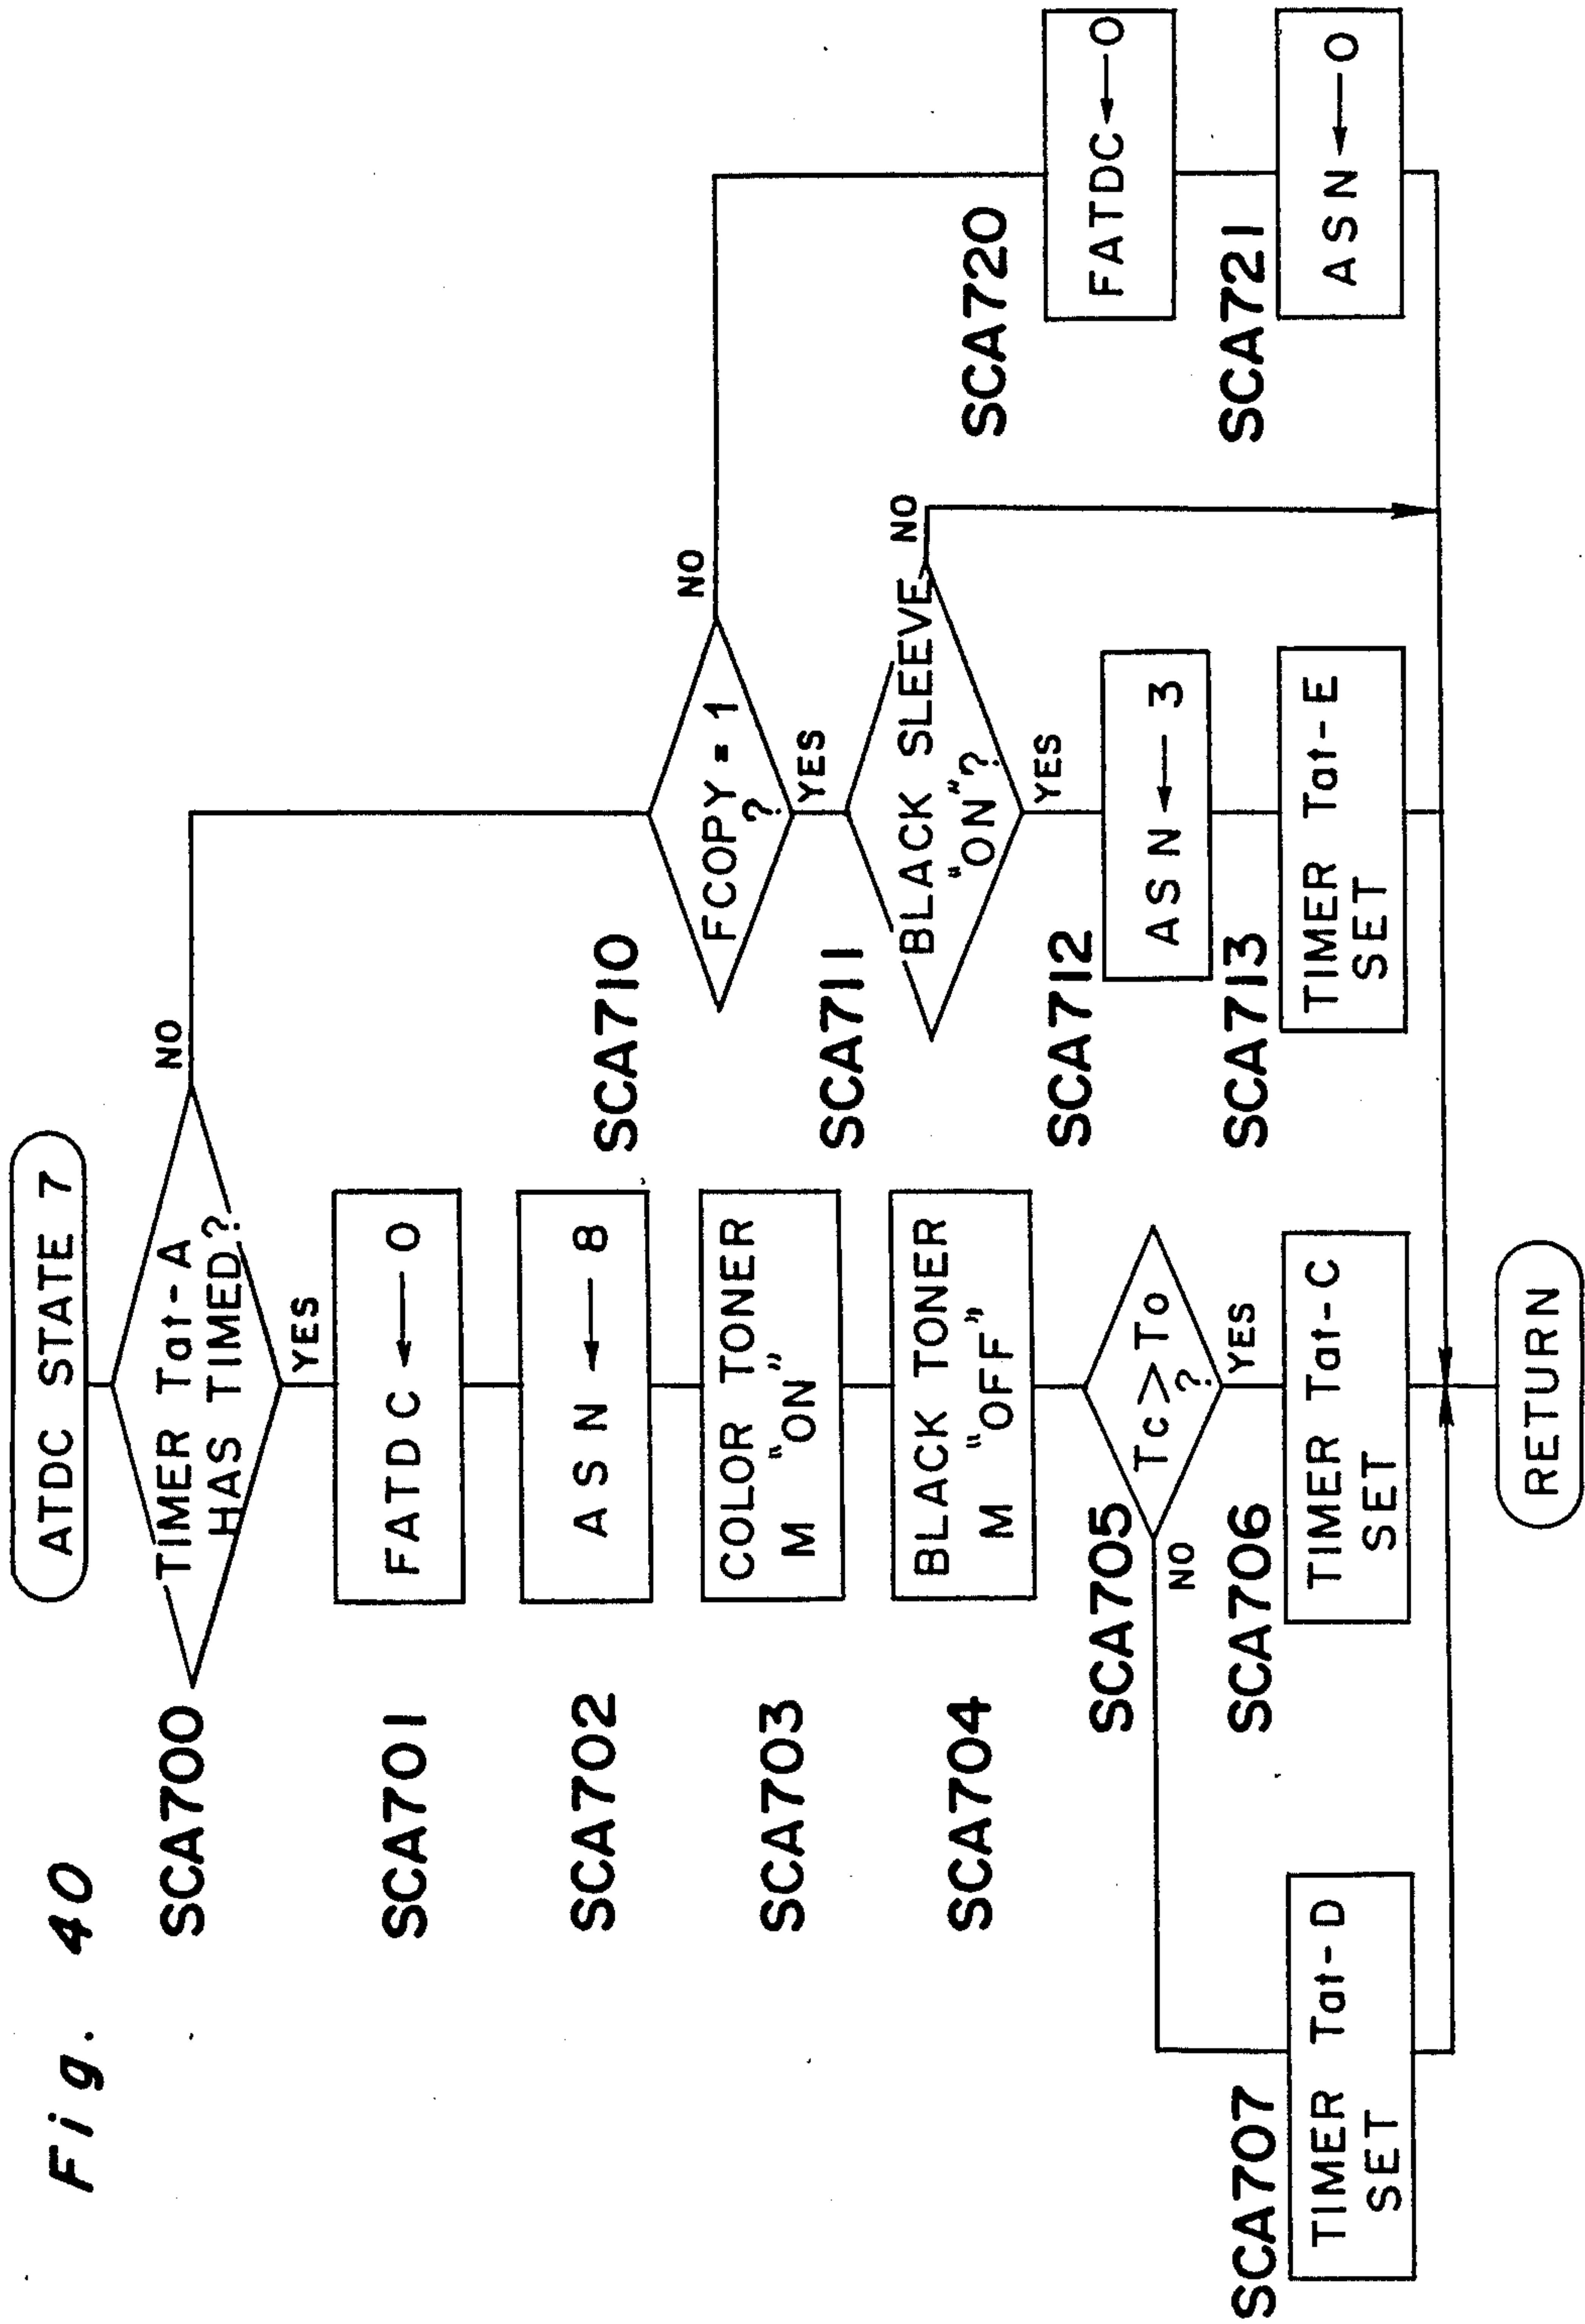 Fig. 40
ATDC STATE 7
SCA700
TIMER Tat-A
HAS TIMED?
NO
YES
SCA701
FATDC ← 0
SCA702
ASN ← 8
SCA703
COLOR TONER
M "ON"
SCA704
BLACK TONER
M "OFF"
SCA705
Tc > To
?
NO
YES
SCA706
TIMER Tat-C
SET
SCA707
TIMER Tat-D
SET
SCA710
FCOPY = 1
?
NO
YES
SCA711
BLACK SLEEVE
"ON"?
NO
YES
SCA712
ASN ← 3
SCA713
TIMER Tat-E
SET
SCA720
FATDC ← 0
SCA721
ASN ← 0
RETURN